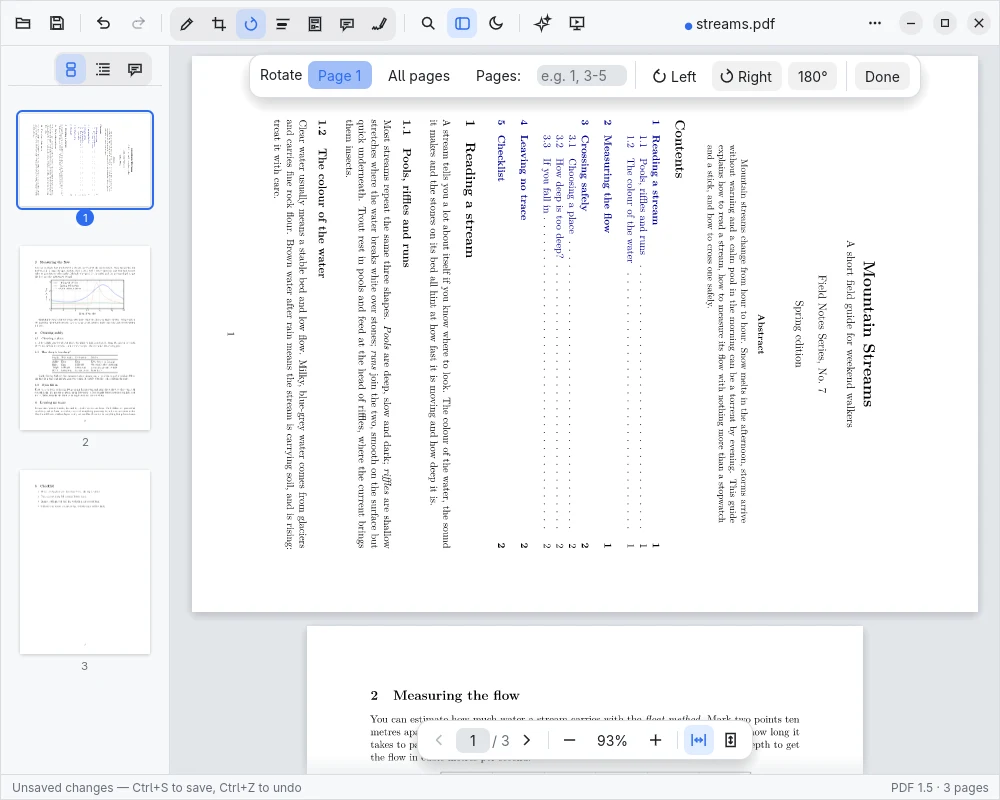 streams.pdf
Rotate Page 1 All pages Pages: e.g. 1, 3-5 Left Right 180° Done
1
2
3
Mountain Streams
A short field guide for weekend walkers
Field Notes Series, No. 7
Spring edition
Abstract
Mountain streams change from hour to hour. Snow melts in the afternoon, storms arrive
without warning and a calm pool in the morning can be a torrent by evening. This guide
explains how to read a stream, how to measure its flow with nothing more than a stopwatch
and a stick, and how to cross one safely.
Contents
1 Reading a stream 1
1.1 Pools, riffles and runs . . . 1
1.2 The colour of the water . . . 1
2 Measuring the flow 1
3 Crossing safely 2
3.1 Choosing a place . . . 2
3.2 How deep is too deep? . . . 2
3.3 If you fall in . . . 2
4 Leaving no trace 2
5 Checklist 2
1 Reading a stream
A stream tells you a lot about itself if you know where to look. The colour of the water, the sound
it makes and the stones on its bed all hint at how fast it is moving and how deep it is.
1.1 Pools, riffles and runs
Most streams repeat the same three shapes. Pools are deep, slow and dark; riffles are shallow
stretches where the water breaks white over stones; runs join the two, smooth on the surface but
quick underneath. Trout rest in pools and feed at the head of riffles, where the current brings
them insects.
1.2 The colour of the water
Clear water usually means a stable bed and low flow. Milky, blue-grey water comes from glaciers
and carries fine rock flour. Brown water after rain means the stream is carrying soil, and is rising:
treat it with care.
1
2 Measuring the flow
You can estimate how much water a stream carries with the float method. Mark two points ten
metres apa
how long it
takes to pa
epth to get
the flow in
1 / 3 93%
Unsaved changes — Ctrl+S to save, Ctrl+Z to undo
PDF 1.5 · 3 pages